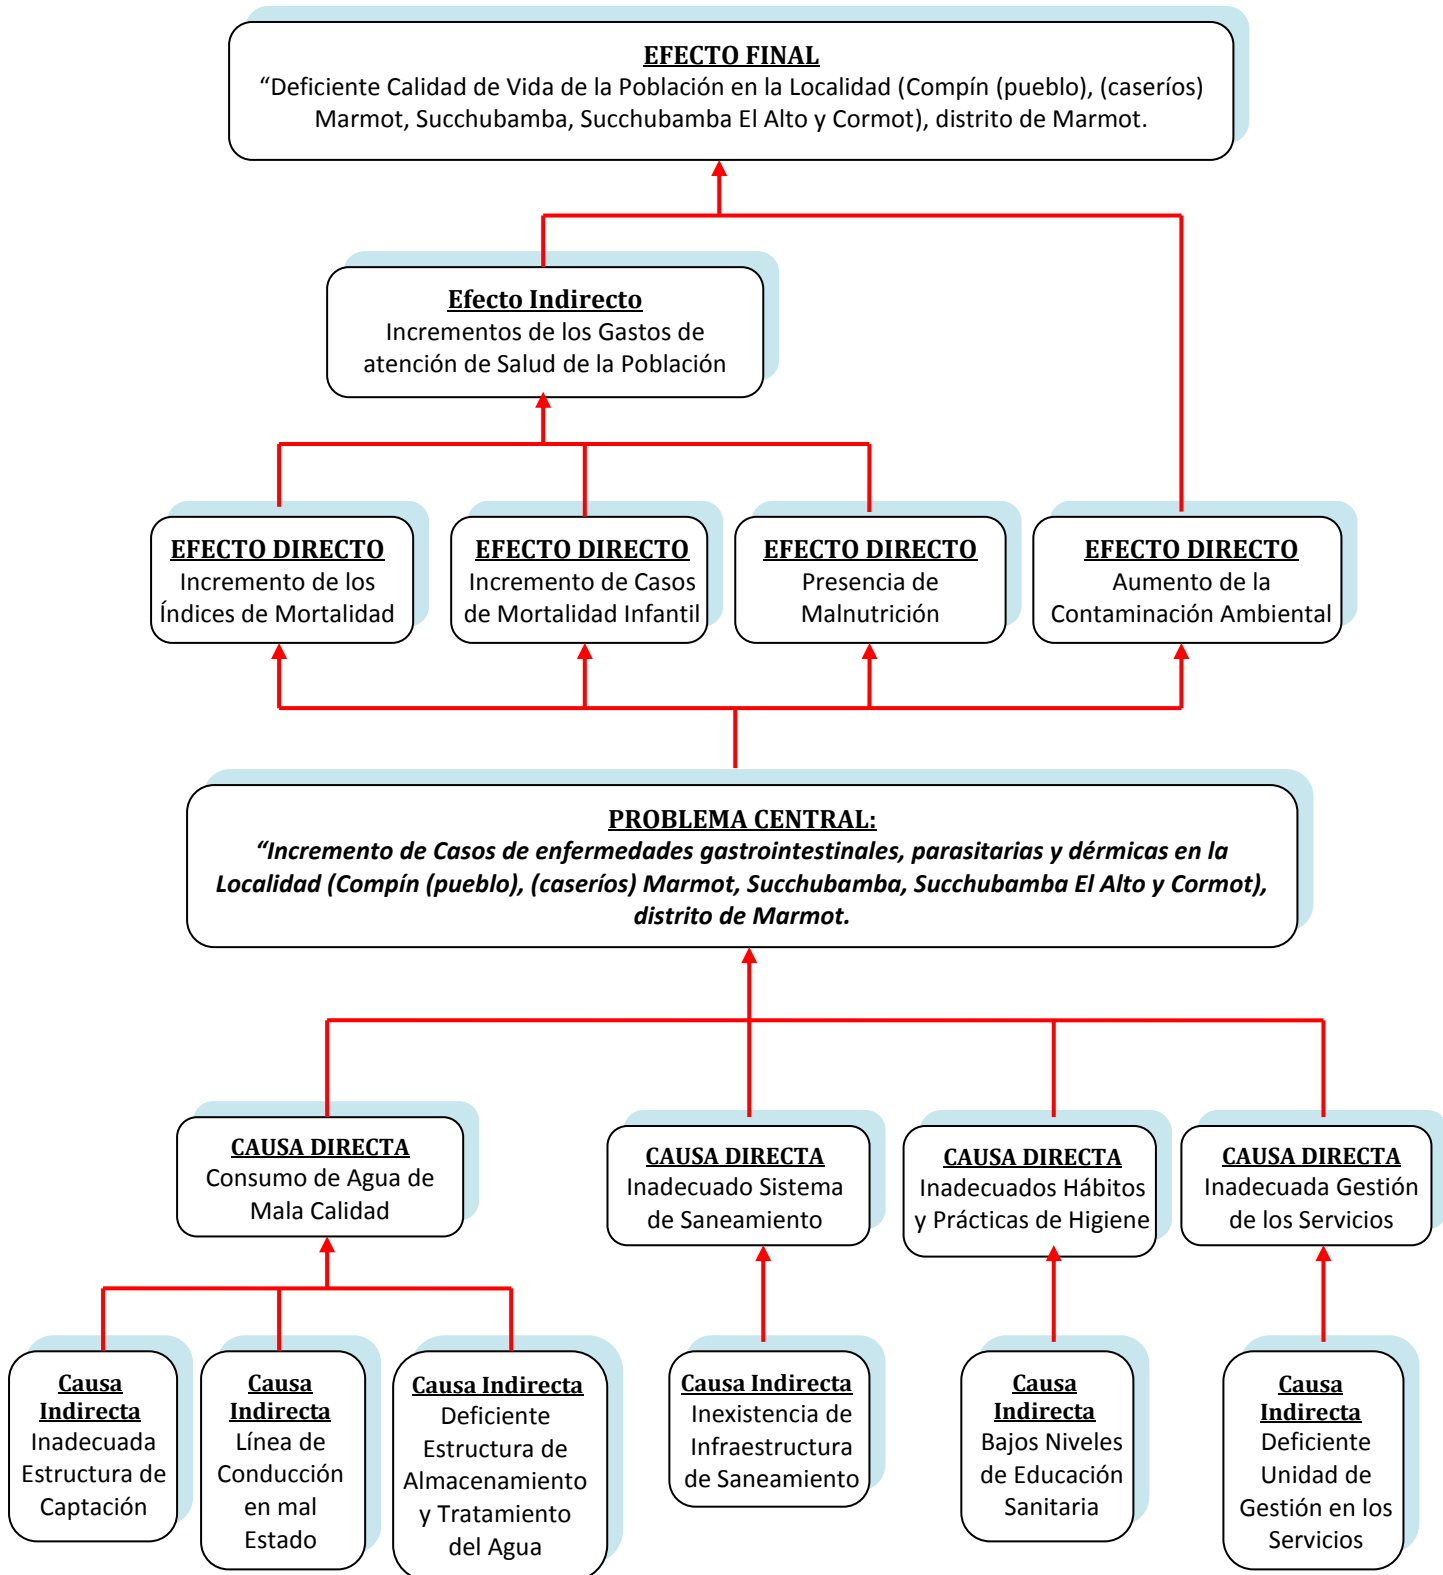 EFECTO FINAL
“Deficiente Calidad de Vida de la Población en la Localidad (Compín (pueblo), (caseríos)
Marmot, Succhubamba, Succhubamba El Alto y Cormot), distrito de Marmot.
Efecto Indirecto
Incrementos de los Gastos de
atención de Salud de la Población
EFECTO DIRECTO
Incremento de los
Índices de Mortalidad
EFECTO DIRECTO
Incremento de Casos
de Mortalidad Infantil
EFECTO DIRECTO
Presencia de
Malnutrición
EFECTO DIRECTO
Aumento de la
Contaminación Ambiental
PROBLEMA CENTRAL:
“Incremento de Casos de enfermedades gastrointestinales, parasitarias y dérmicas en la
Localidad (Compín (pueblo), (caseríos) Marmot, Succhubamba, Succhubamba El Alto y Cormot),
distrito de Marmot.
CAUSA DIRECTA
Consumo de Agua de
Mala Calidad
CAUSA DIRECTA
Inadecuado Sistema
de Saneamiento
CAUSA DIRECTA
Inadecuados Hábitos
y Prácticas de Higiene
CAUSA DIRECTA
Inadecuada Gestión
de los Servicios
Causa
Indirecta
Inadecuada
Estructura de
Captación
Causa
Indirecta
Línea de
Conducción
en mal
Estado
Causa Indirecta
Deficiente
Estructura de
Almacenamiento
y Tratamiento
del Agua
Causa Indirecta
Inexistencia de
Infraestructura
de Saneamiento
Causa
Indirecta
Bajos Niveles
de Educación
Sanitaria
Causa
Indirecta
Deficiente
Unidad de
Gestión en los
Servicios